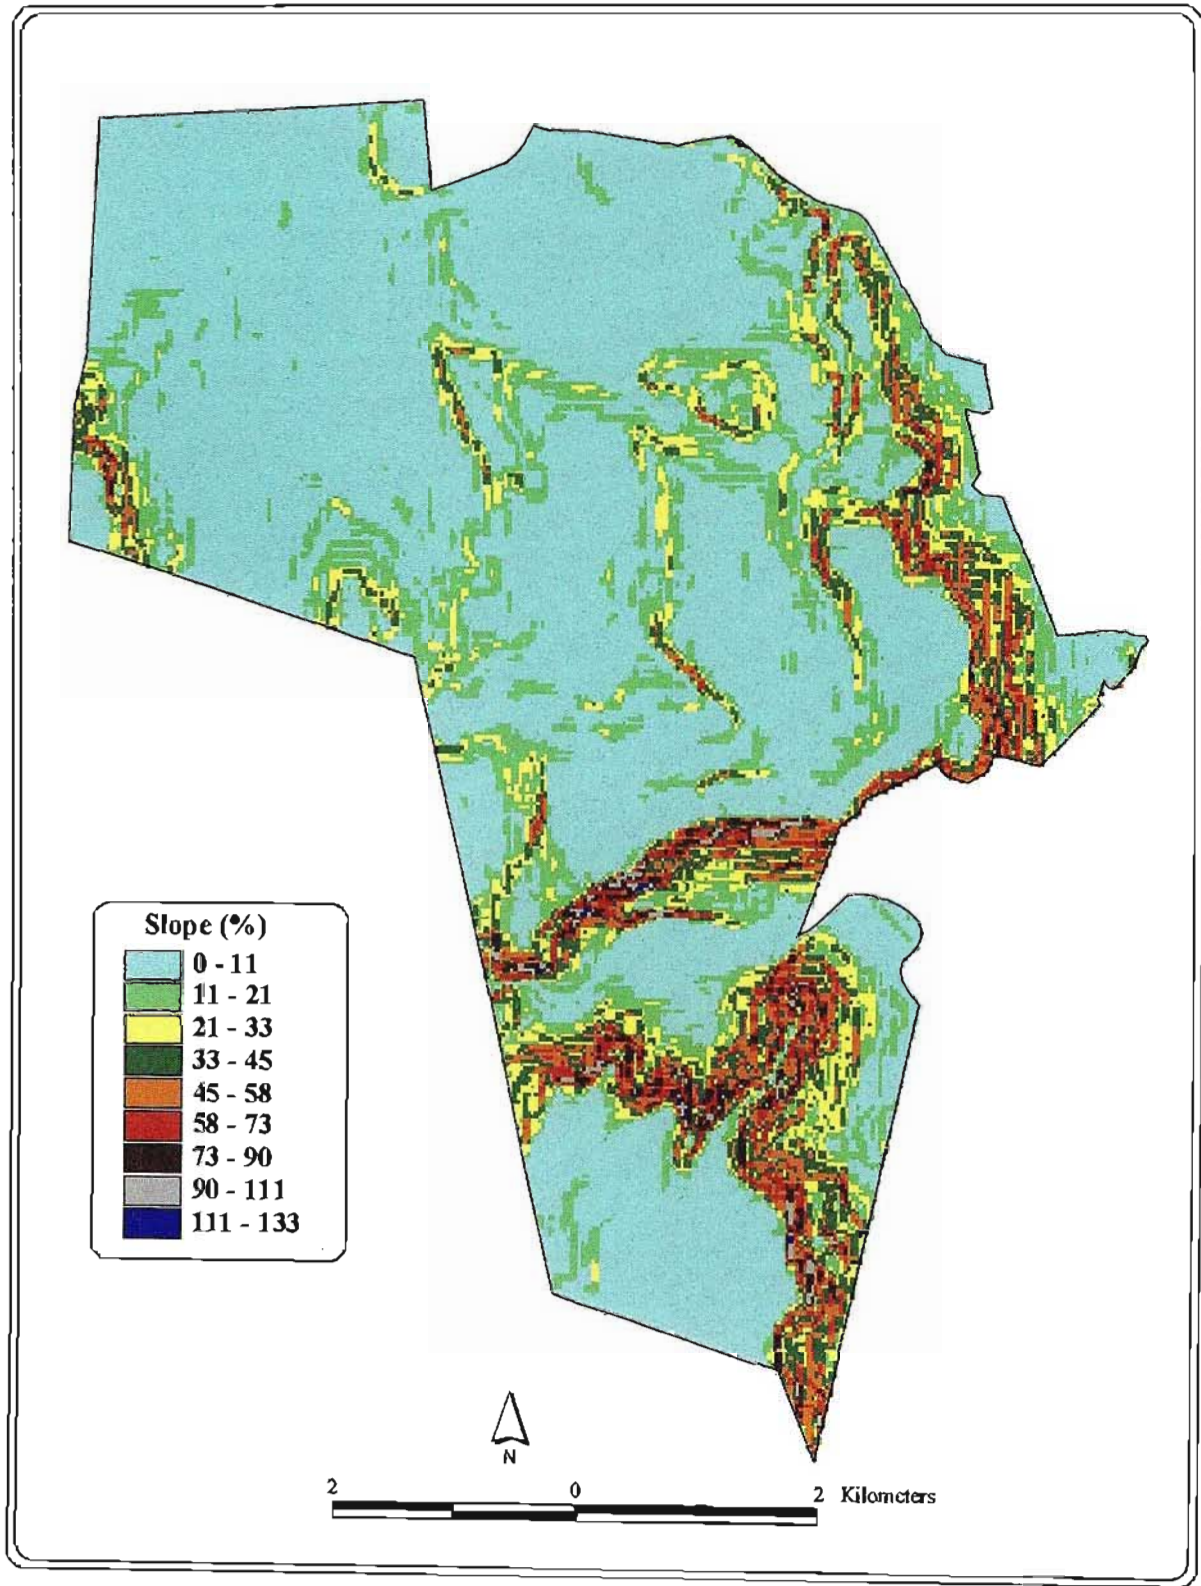 Slope (%)
0 - 11
11 - 21
21 - 33
33 - 45
45 - 58
58 - 73
73 - 90
90 - 111
111 - 133
N
2 0 2 Kilometers